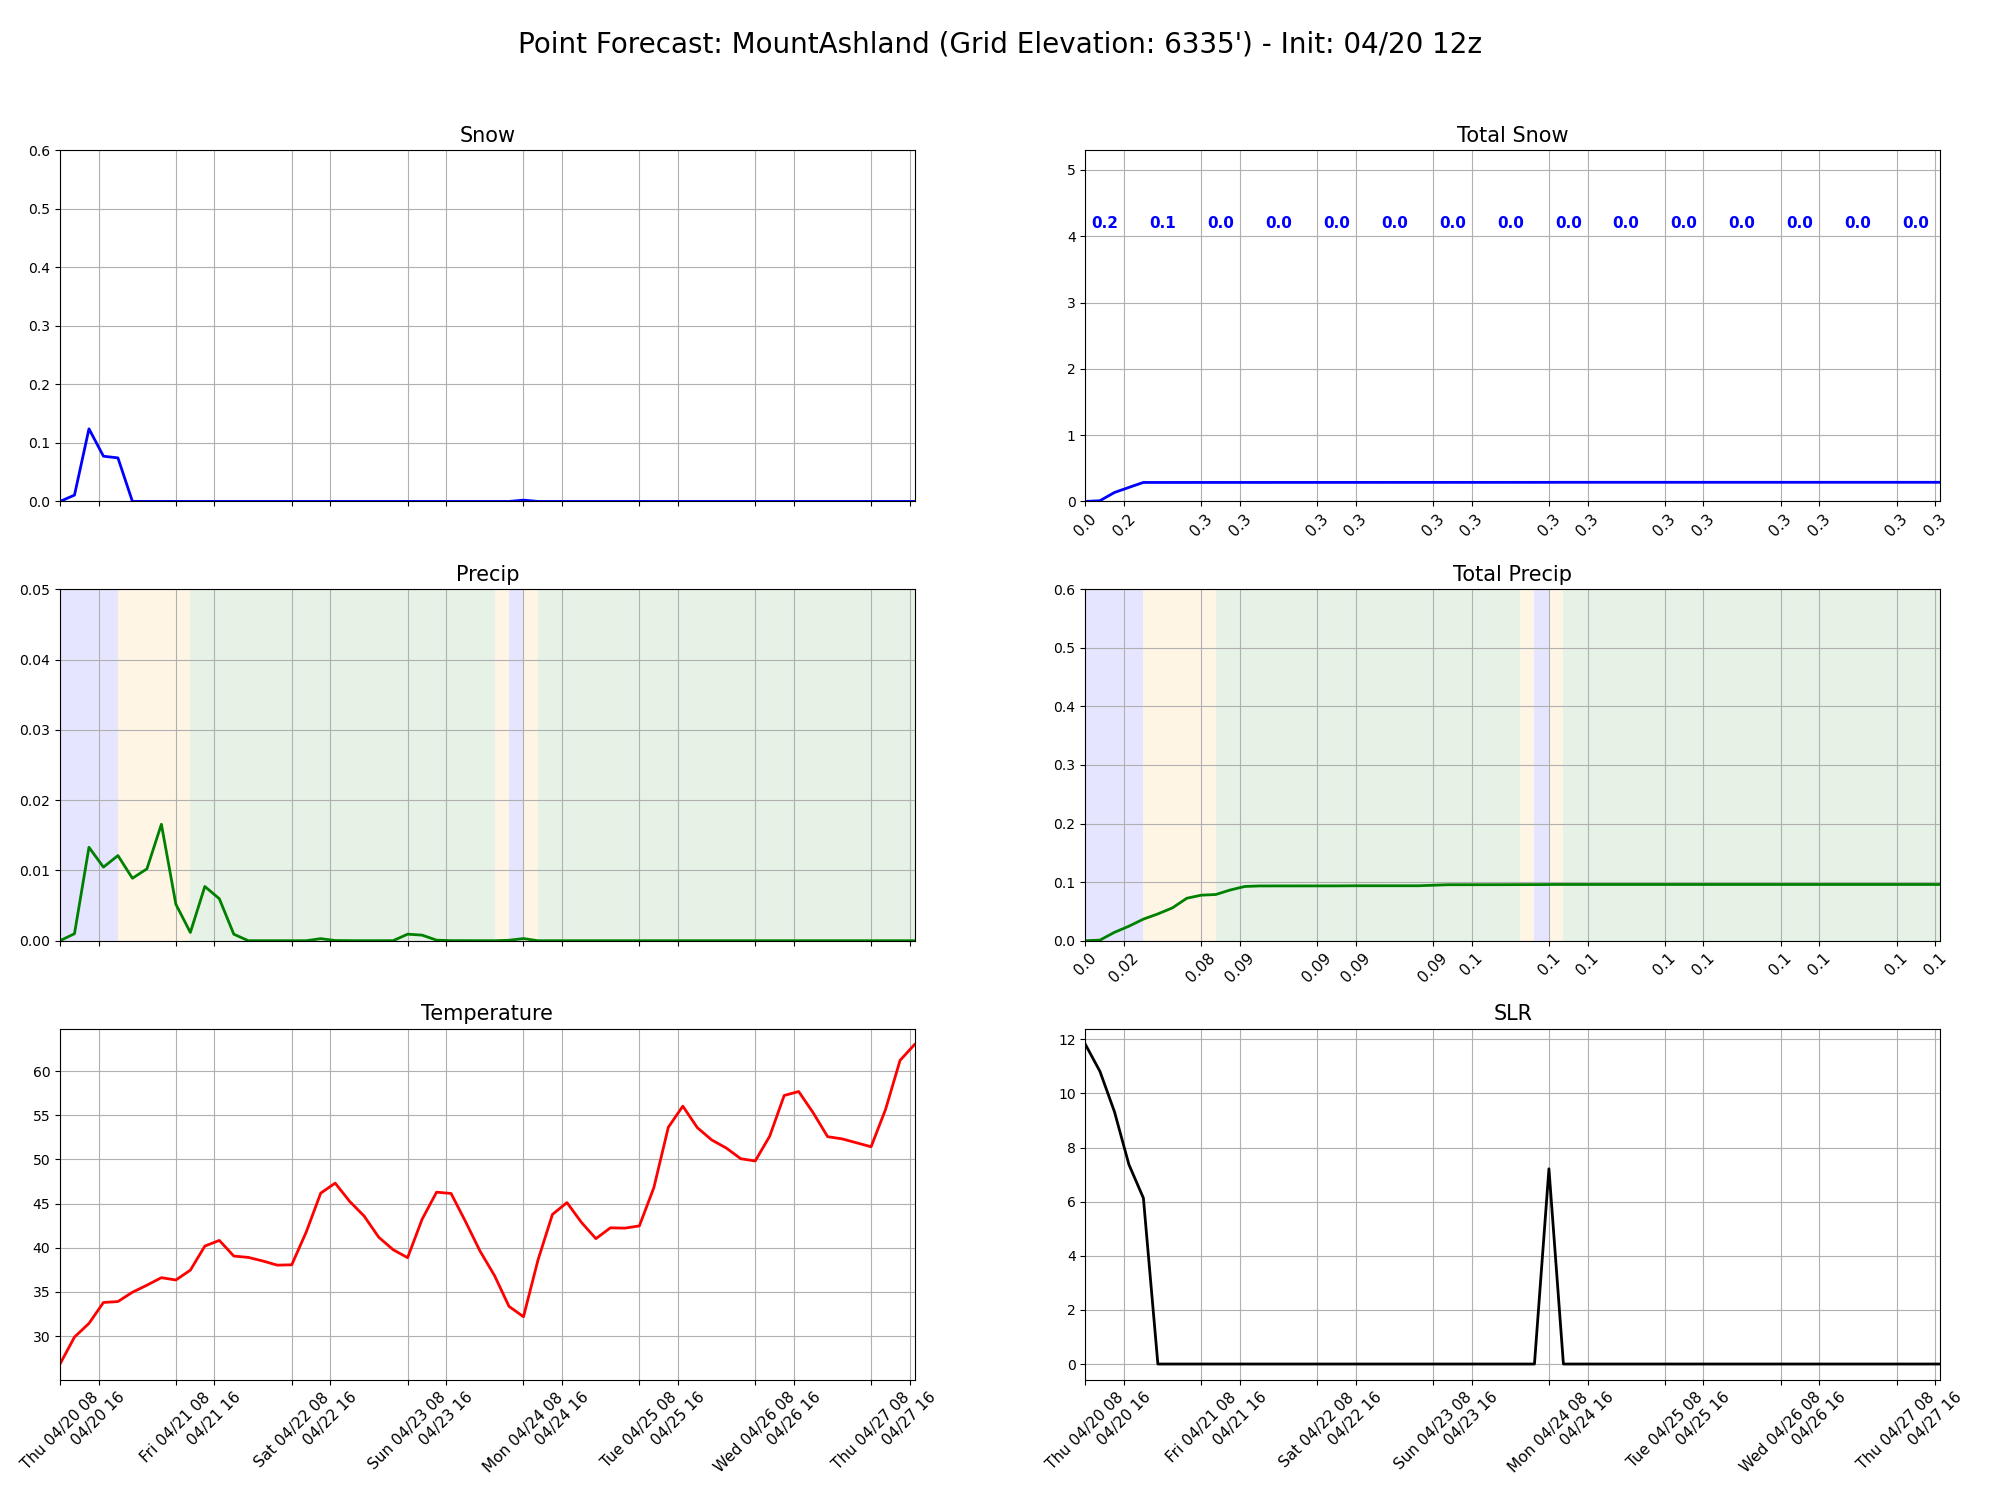 Point Forecast: MountAshland (Grid Elevation: 6335') - Init: 04/20 12z
Snow
0.6
0.5
0.4
0.3
0.2
0.1
0.0
Total Snow
5
4
3
2
1
0
0.2 0.1 0.0 0.0 0.0 0.0 0.0 0.0 0.0 0.0 0.0 0.0 0.0 0.0 0.0
0.0 0.2 0.3 0.3 0.3 0.3 0.3 0.3 0.3 0.3 0.3 0.3 0.3 0.3 0.3 0.3
Precip
0.05
0.04
0.03
0.02
0.01
0.00
Total Precip
0.6
0.5
0.4
0.3
0.2
0.1
0.0
0.0 0.02 0.08 0.09 0.09 0.09 0.09 0.1 0.1 0.1 0.1 0.1 0.1 0.1 0.1 0.1
Temperature
60
55
50
45
40
35
30
Thu 04/20 08
04/20 16
Fri 04/21 08
04/21 16
Sat 04/22 08
04/22 16
Sun 04/23 08
04/23 16
Mon 04/24 08
04/24 16
Tue 04/25 08
04/25 16
Wed 04/26 08
04/26 16
Thu 04/27 08
04/27 16
SLR
12
10
8
6
4
2
0
Thu 04/20 08
04/20 16
Fri 04/21 08
04/21 16
Sat 04/22 08
04/22 16
Sun 04/23 08
04/23 16
Mon 04/24 08
04/24 16
Tue 04/25 08
04/25 16
Wed 04/26 08
04/26 16
Thu 04/27 08
04/27 16